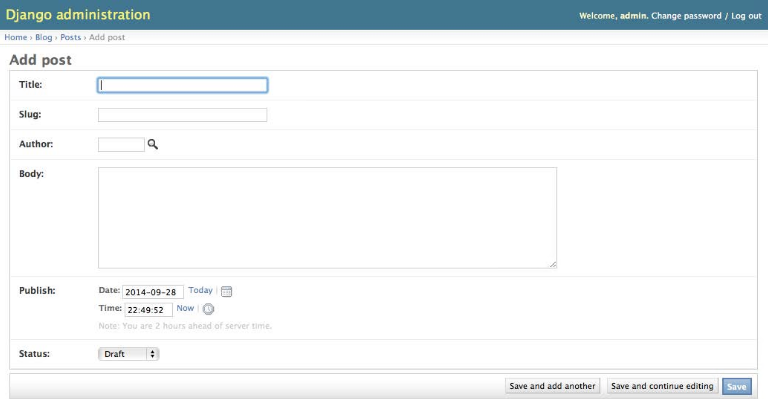 Django administration
Welcome, admin. Change password / Log out
Home › Blog › Posts › Add post
Add post
Title:
Slug:
Author:
Body:
Publish:
Date: 2014-09-28 Today |
Time: 22:49:52 Now |
Note: You are 2 hours ahead of server time.
Status: Draft
Save and add another Save and continue editing Save